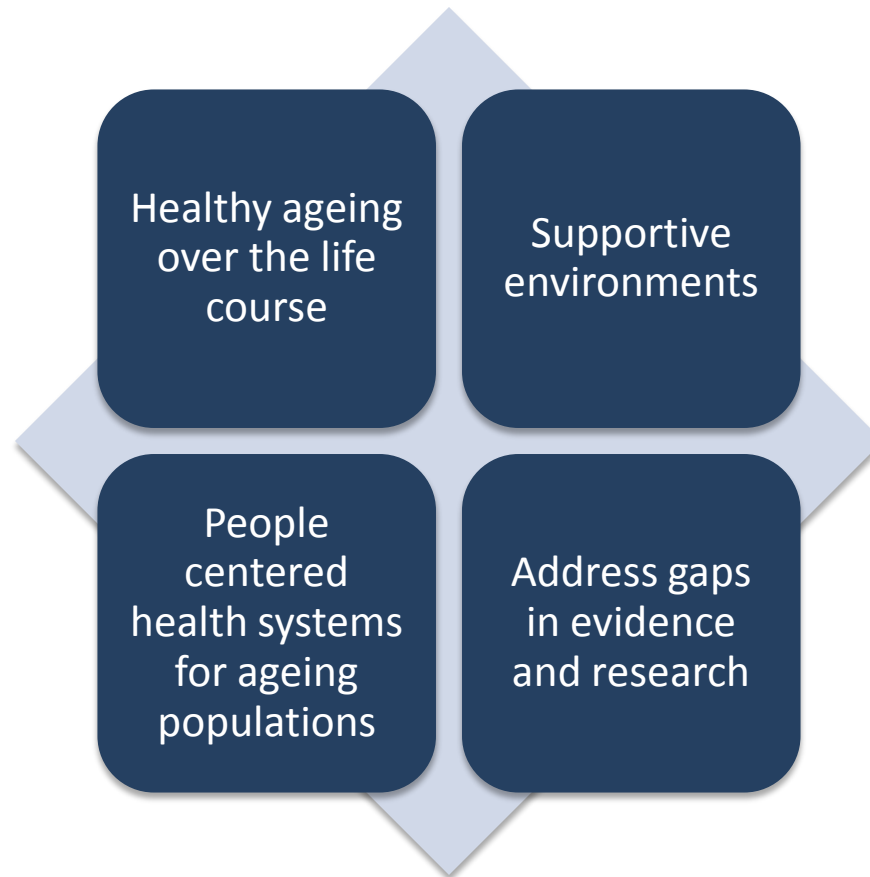 Healthy ageing
over the life
course
Supportive
environments
People
centered
health systems
for ageing
populations
Address gaps
in evidence
and research